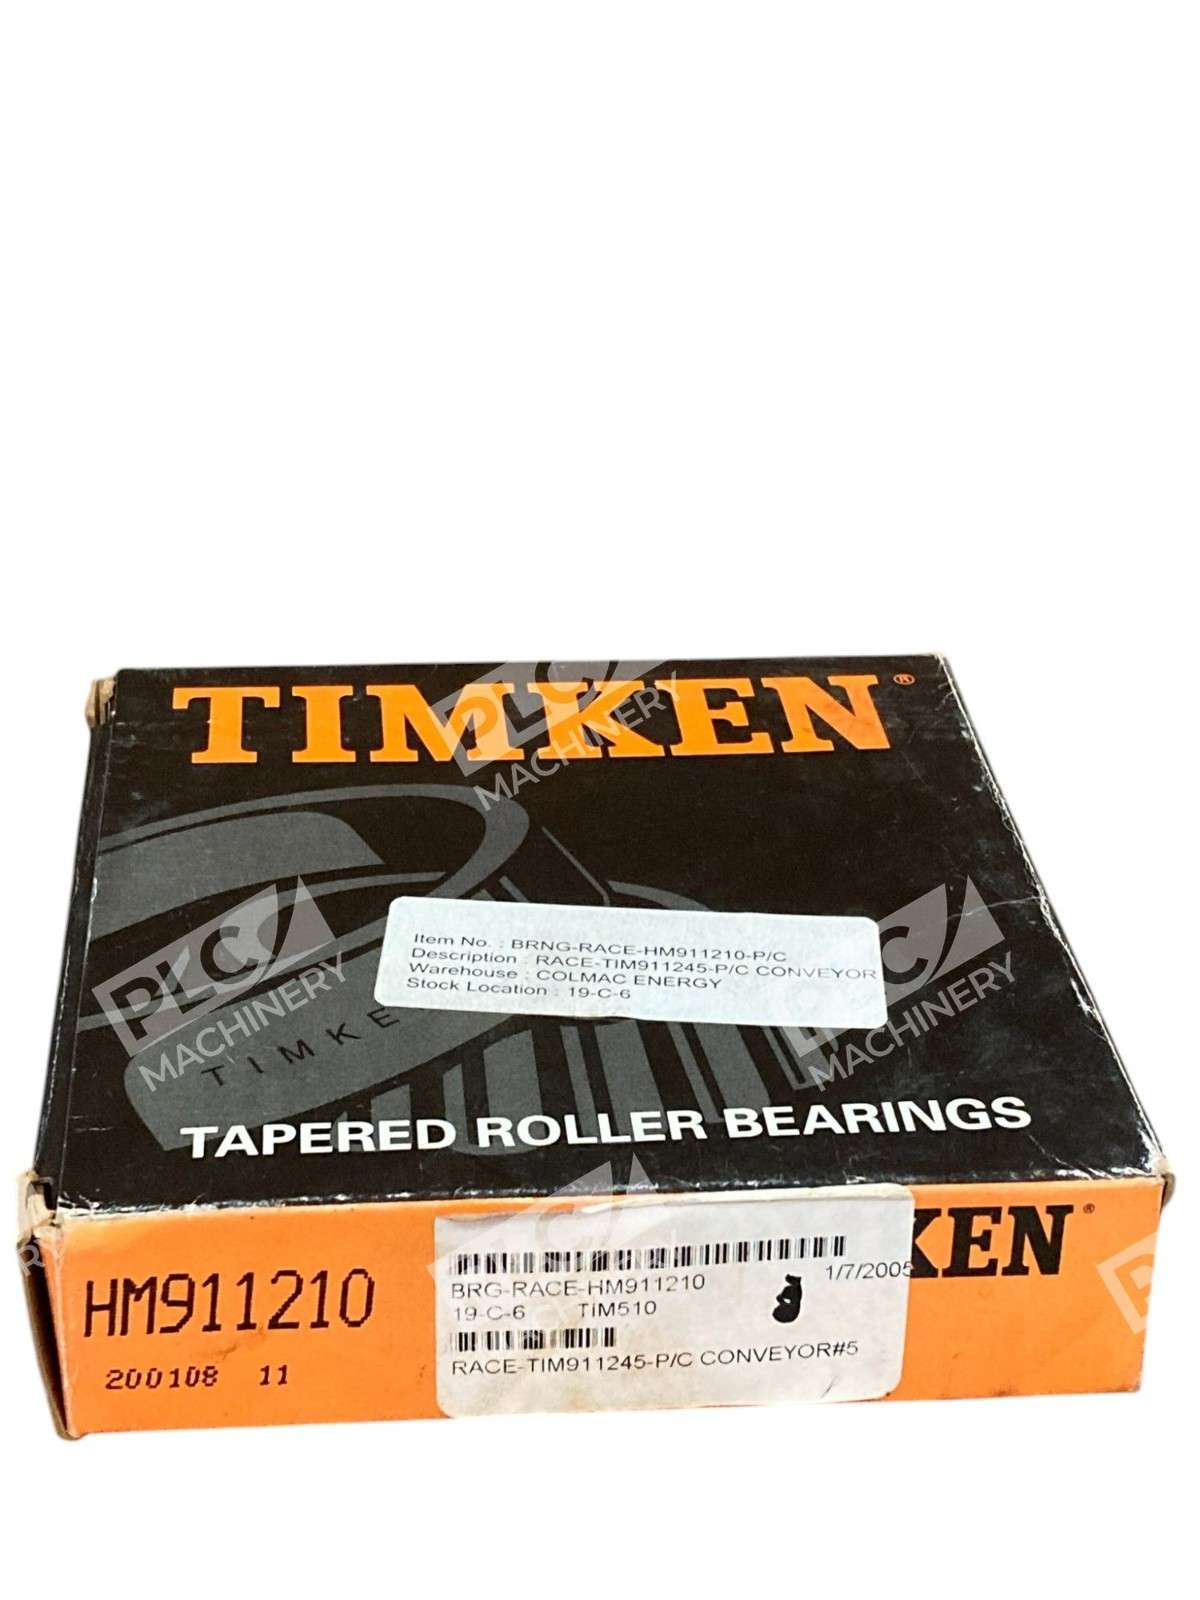 TIMKEN®
Item No. : BRNG-RACE-HM911210-P/C
Description : RACE-TIM911245-P/C CONVEYOR
Warehouse : COLMAC ENERGY
Stock Location : 19-C-6
TIMKE
TAPERED ROLLER BEARINGS
KEN®
HM911210
200108 11
BRG-RACE-HM911210 1/7/2005
19-C-6 TIM510
RACE-TIM911245-P/C CONVEYOR#5
PLC MACHINERY
PLC MACHINERY
PLC MACHINERY
PLC MACHINERY